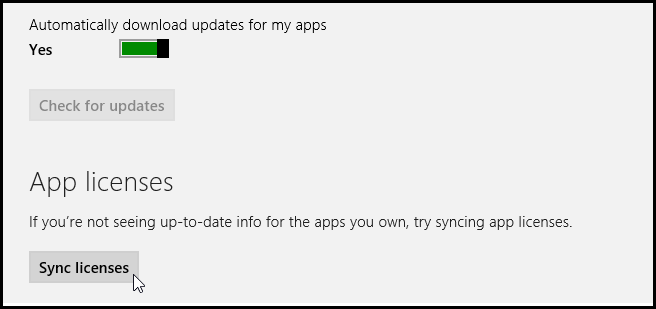 Automatically download updates for my apps
Yes
Check for updates
App licenses
If you’re not seeing up-to-date info for the apps you own, try syncing app licenses.
Sync licenses